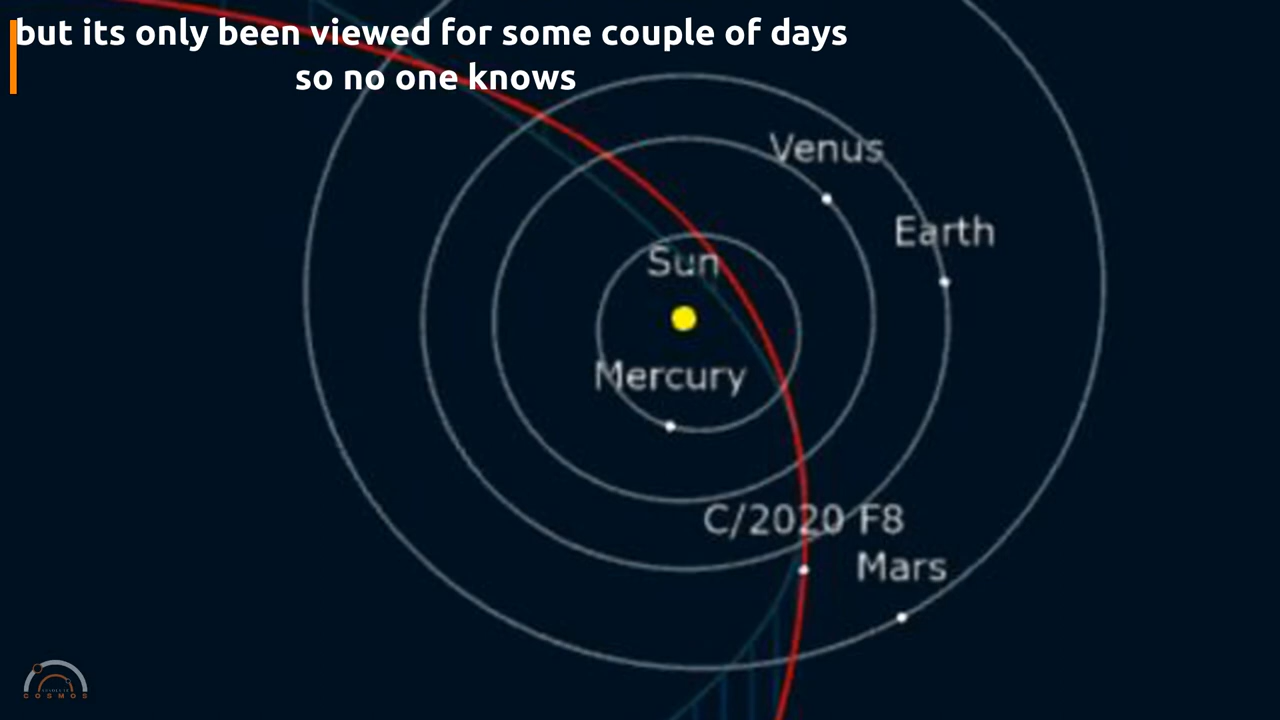 but its only been viewed for some couple of days
so no one knows
Venus
Earth
Sun
Mercury
C/2020 F8
Mars
COSMOS